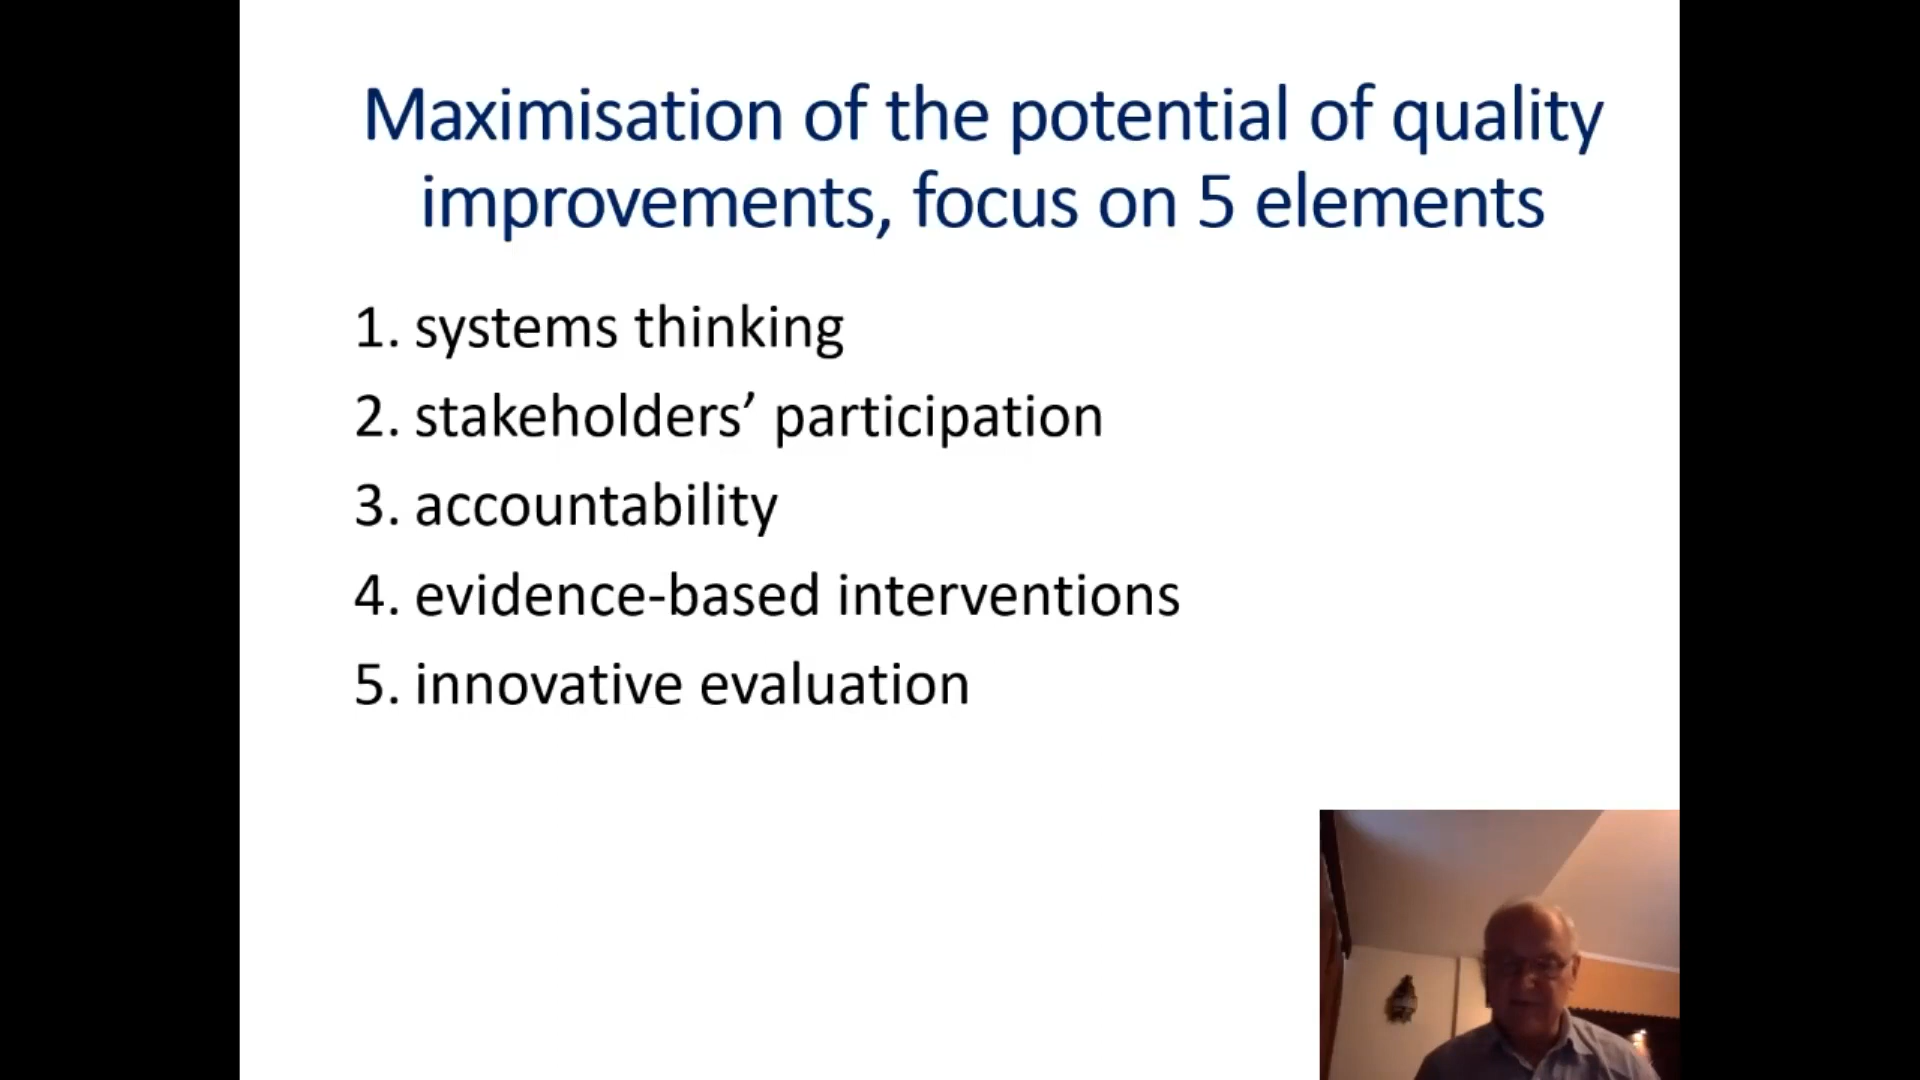 Maximisation of the potential of quality
improvements, focus on 5 elements
1. systems thinking
2. stakeholders’ participation
3. accountability
4. evidence-based interventions
5. innovative evaluation